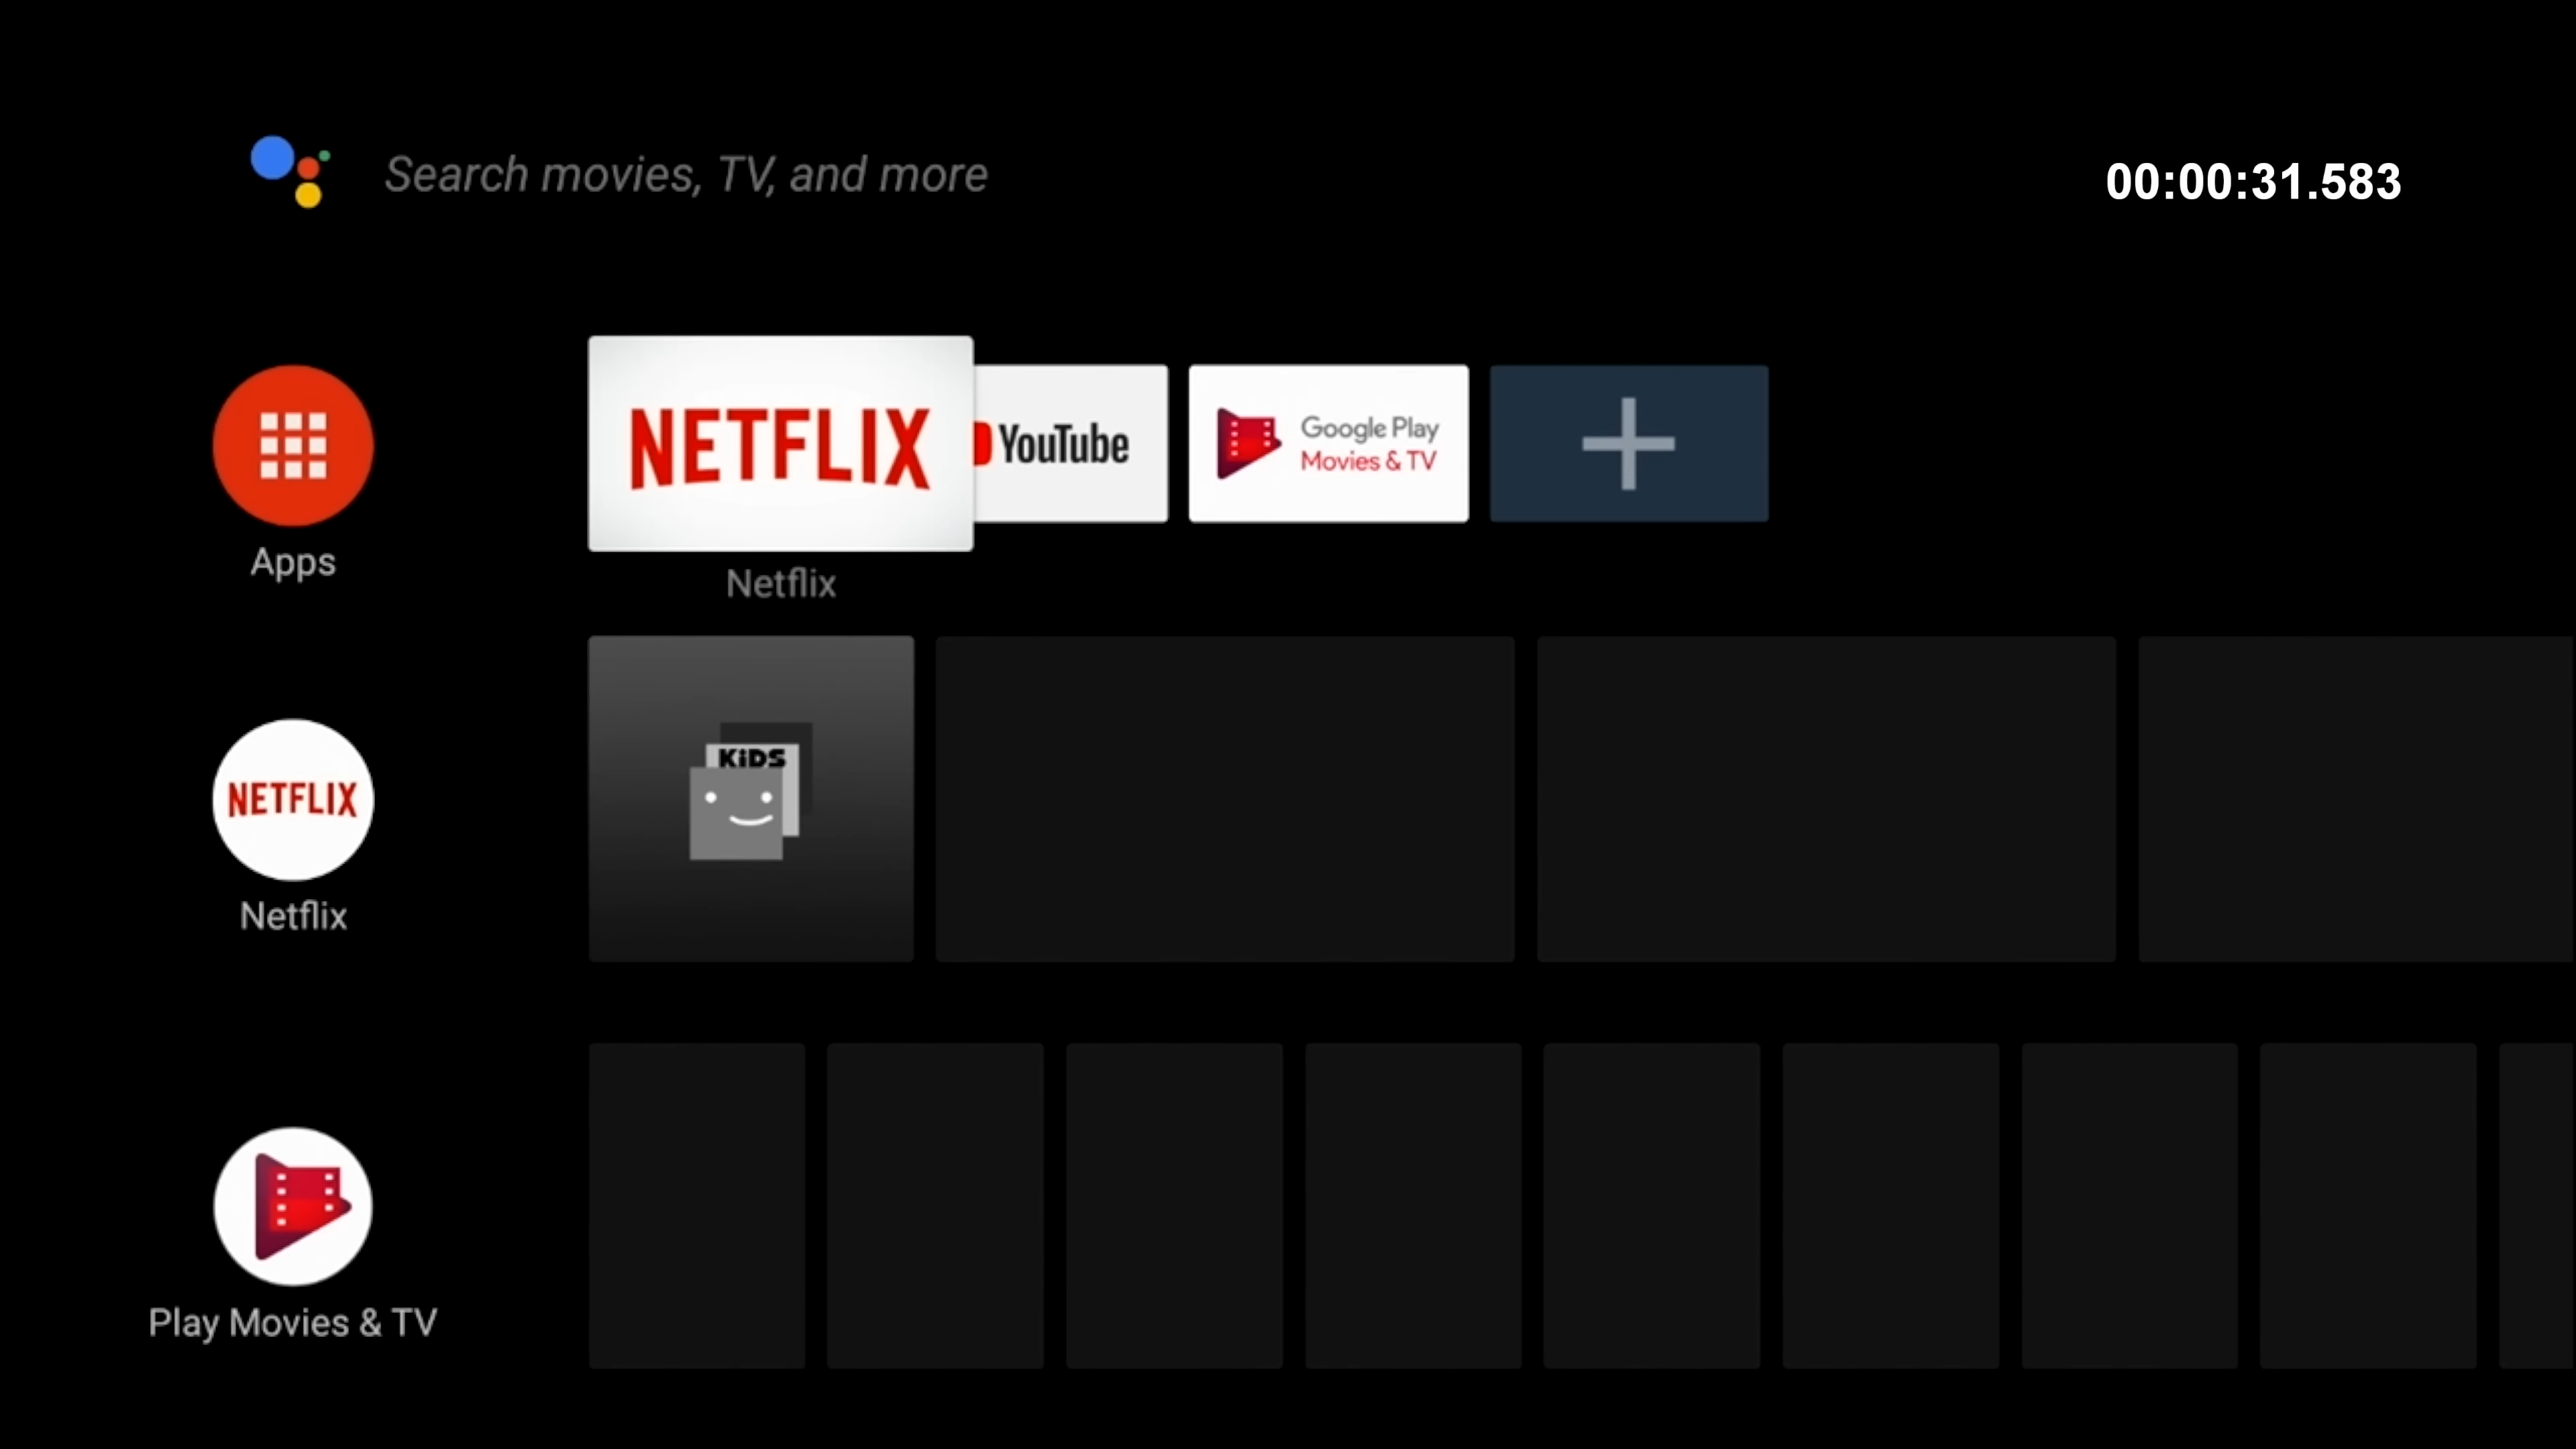 Search movies, TV, and more
00:00:31.583
NETFLIX
YouTube
Google Play
Movies & TV
Apps
Netflix
KiDS
NETFLIX
Netflix
Play Movies & TV